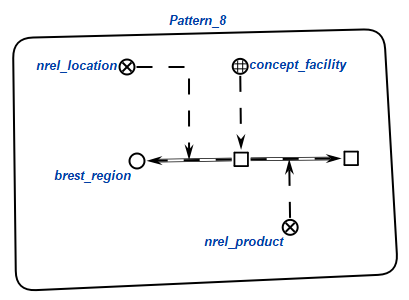 Pattern_8
nrel_location
concept_facility
brest_region
nrel_product